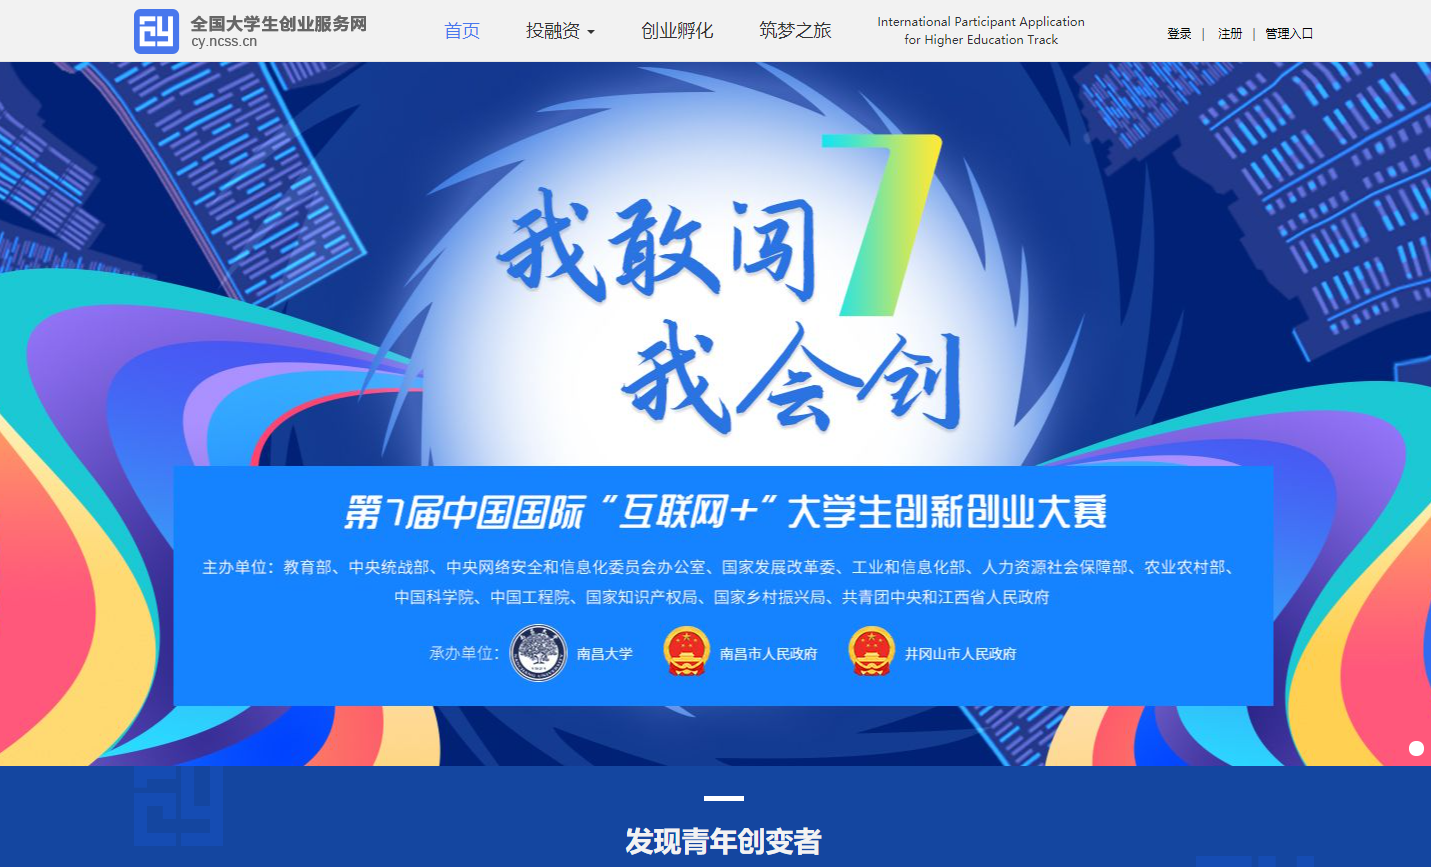 全国大学生创业服务网
cy.ncss.cn
首页
投融资
创业孵化
筑梦之旅
International Participant Application
for Higher Education Track
登录 | 注册 | 管理入口
7
我敢闯
我会创
第7届中国国际“互联网+”大学生创新创业大赛
主办单位：教育部、中央统战部、中央网络安全和信息化委员会办公室、国家发展改革委、工业和信息化部、人力资源社会保障部、农业农村部、
中国科学院、中国工程院、国家知识产权局、国家乡村振兴局、共青团中央和江西省人民政府
承办单位： 南昌大学 南昌市人民政府 井冈山市人民政府
发现青年创变者